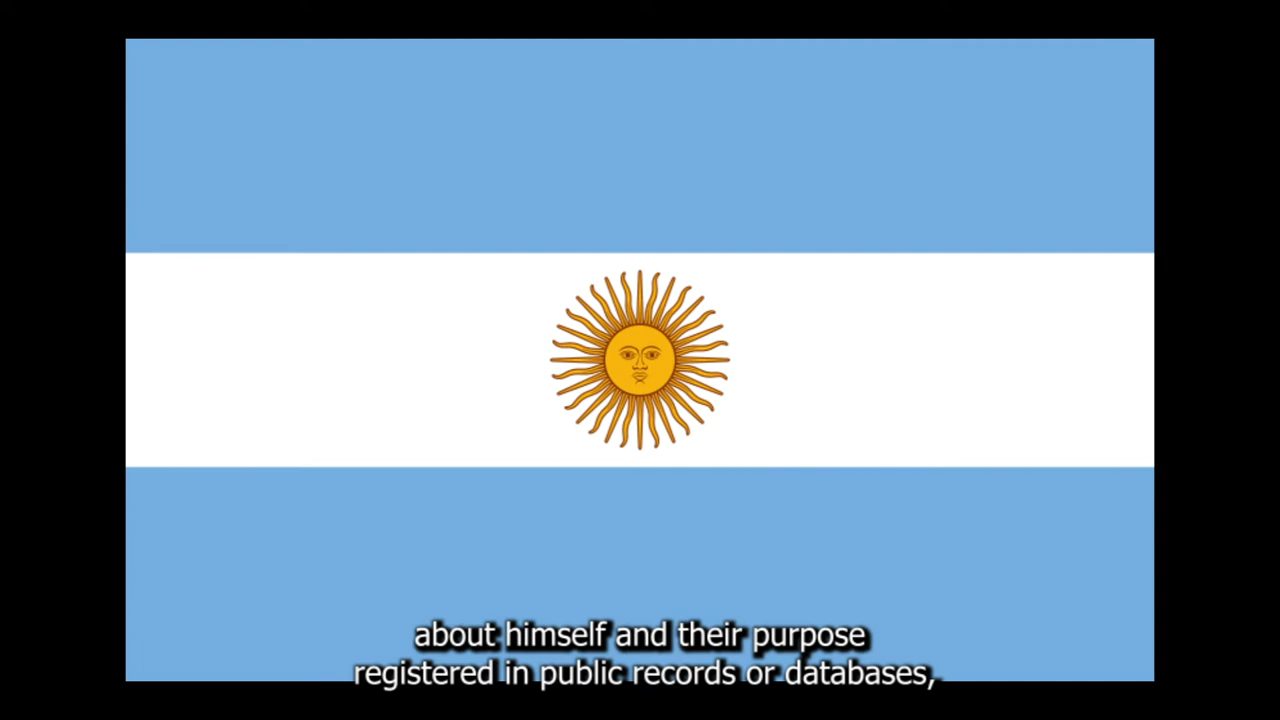 about himself and their purpose
registered in public records or databases,